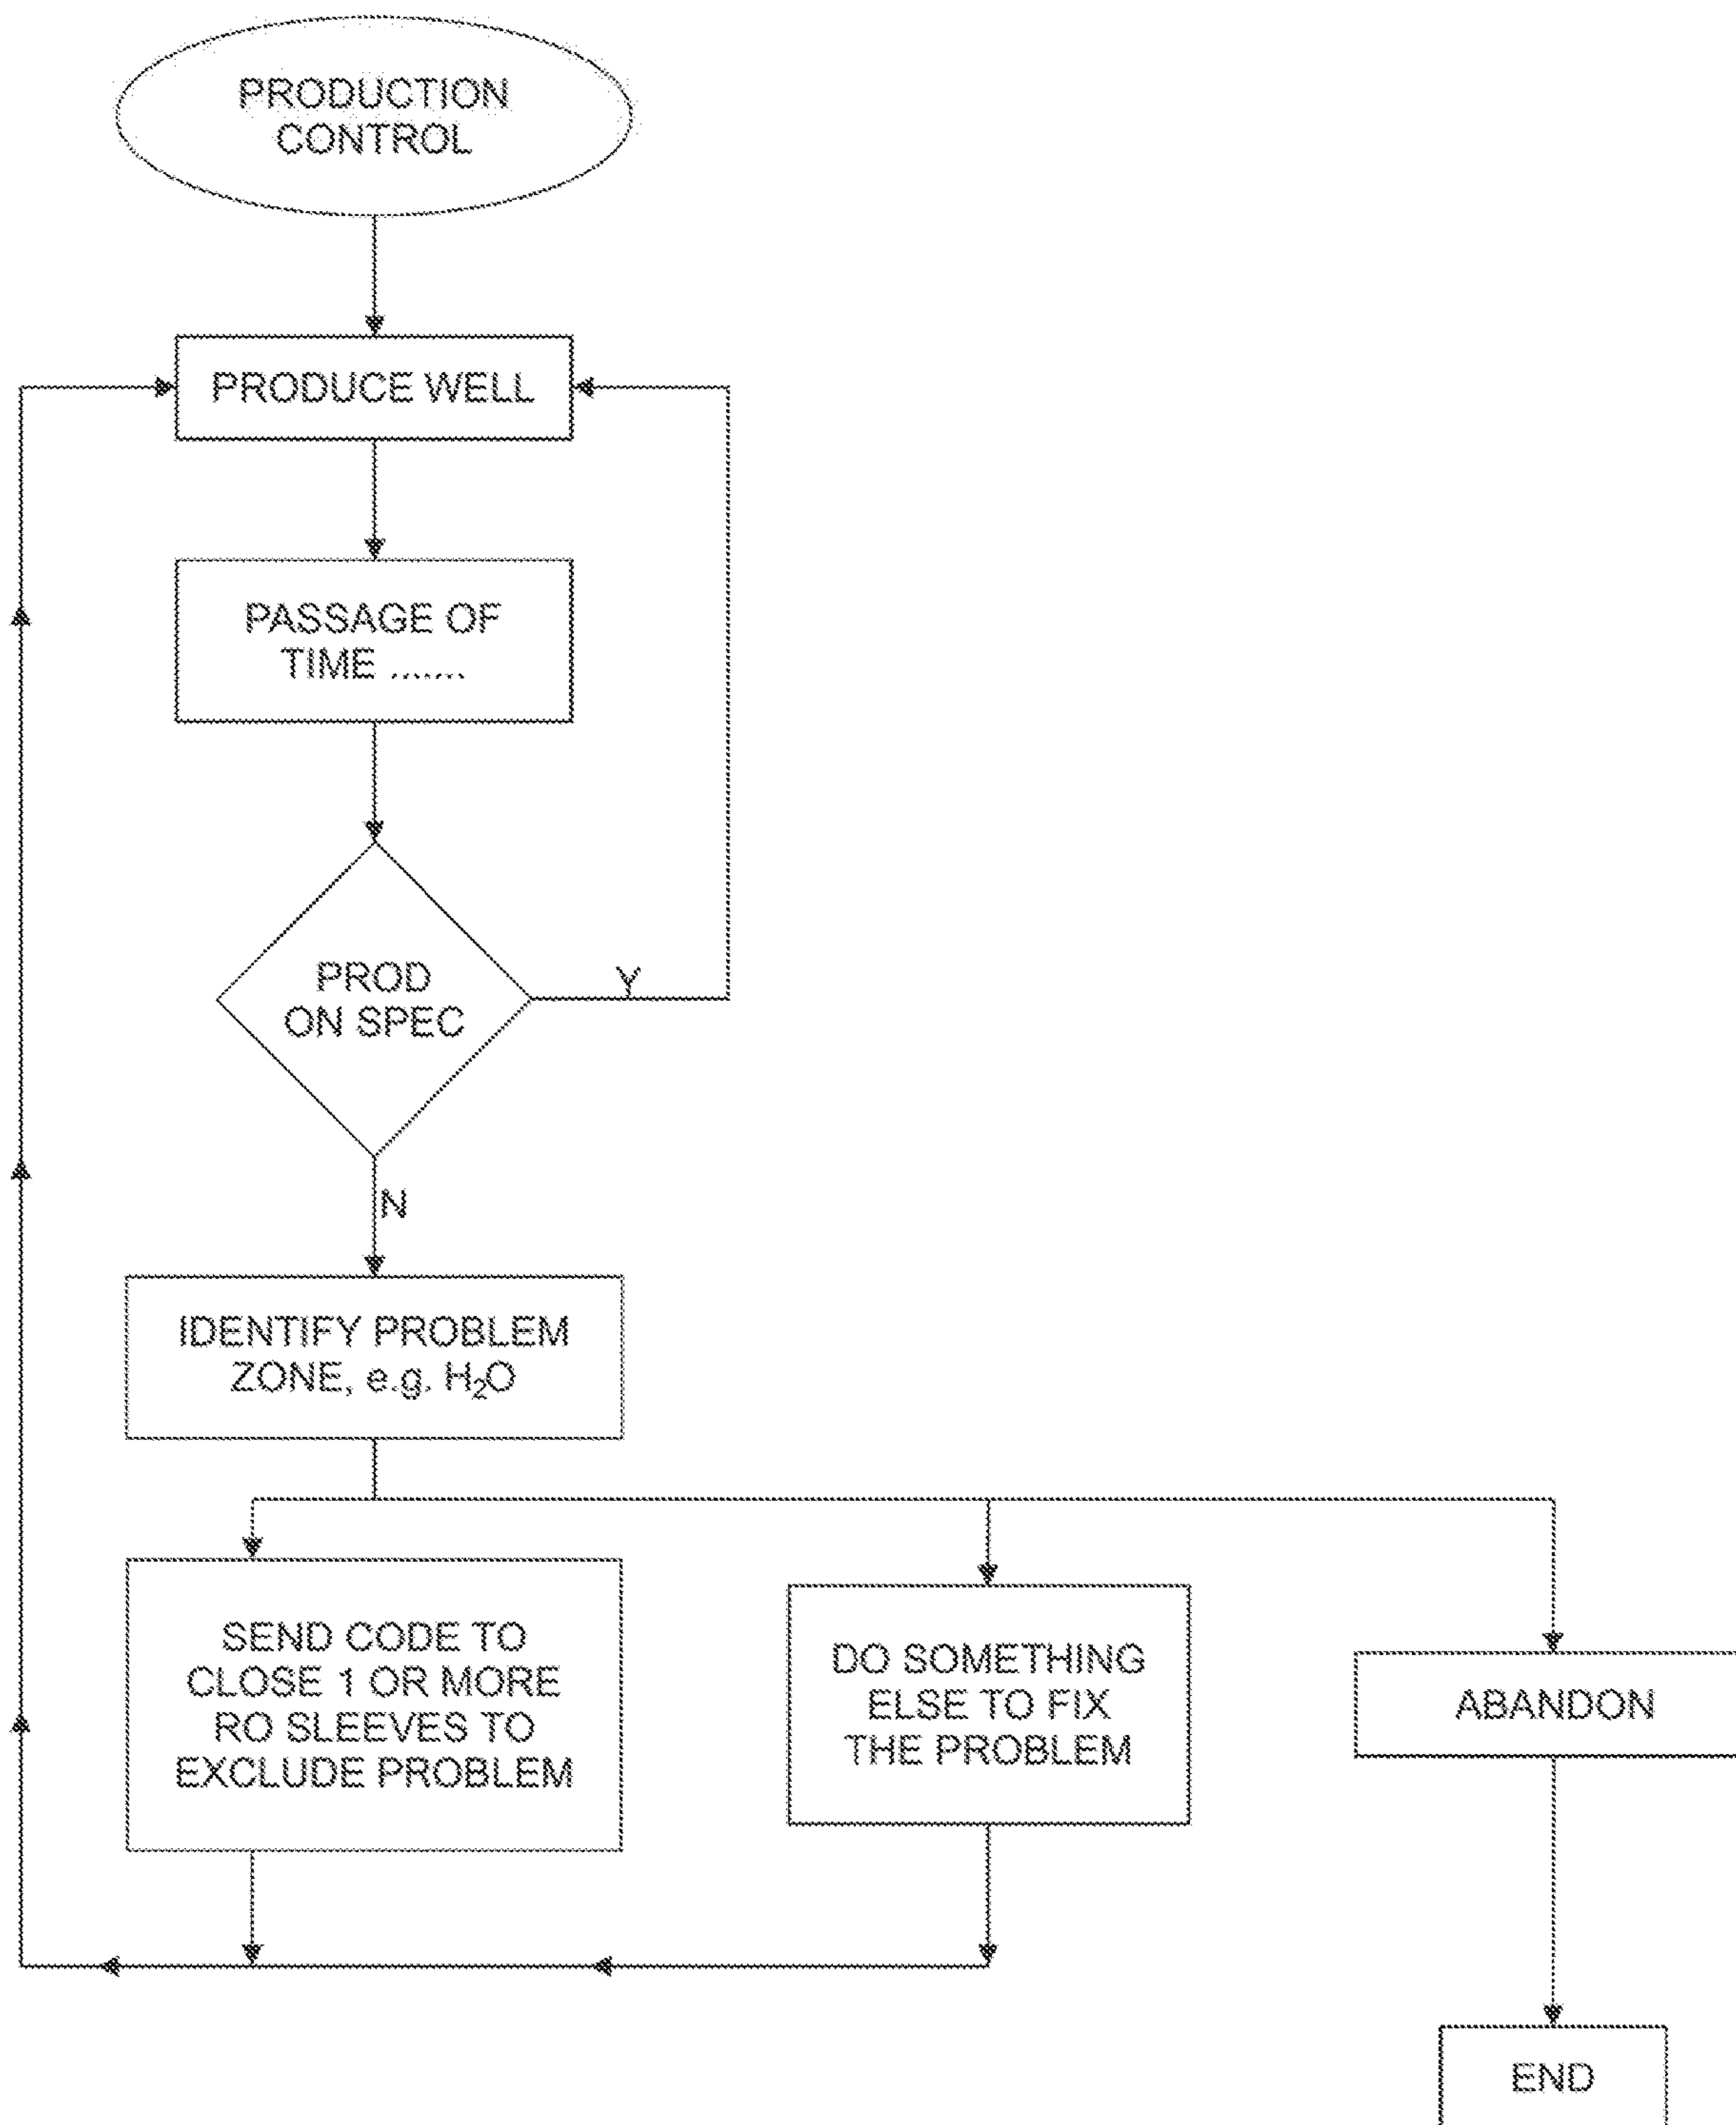 PRODUCTION
CONTROL
PRODUCE WELL
PASSAGE OF
TIME .......
PROD
ON SPEC
Y
N
IDENTIFY PROBLEM
ZONE, e.g. H₂O
SEND CODE TO
CLOSE 1 OR MORE
RO SLEEVES TO
EXCLUDE PROBLEM
DO SOMETHING
ELSE TO FIX
THE PROBLEM
ABANDON
END